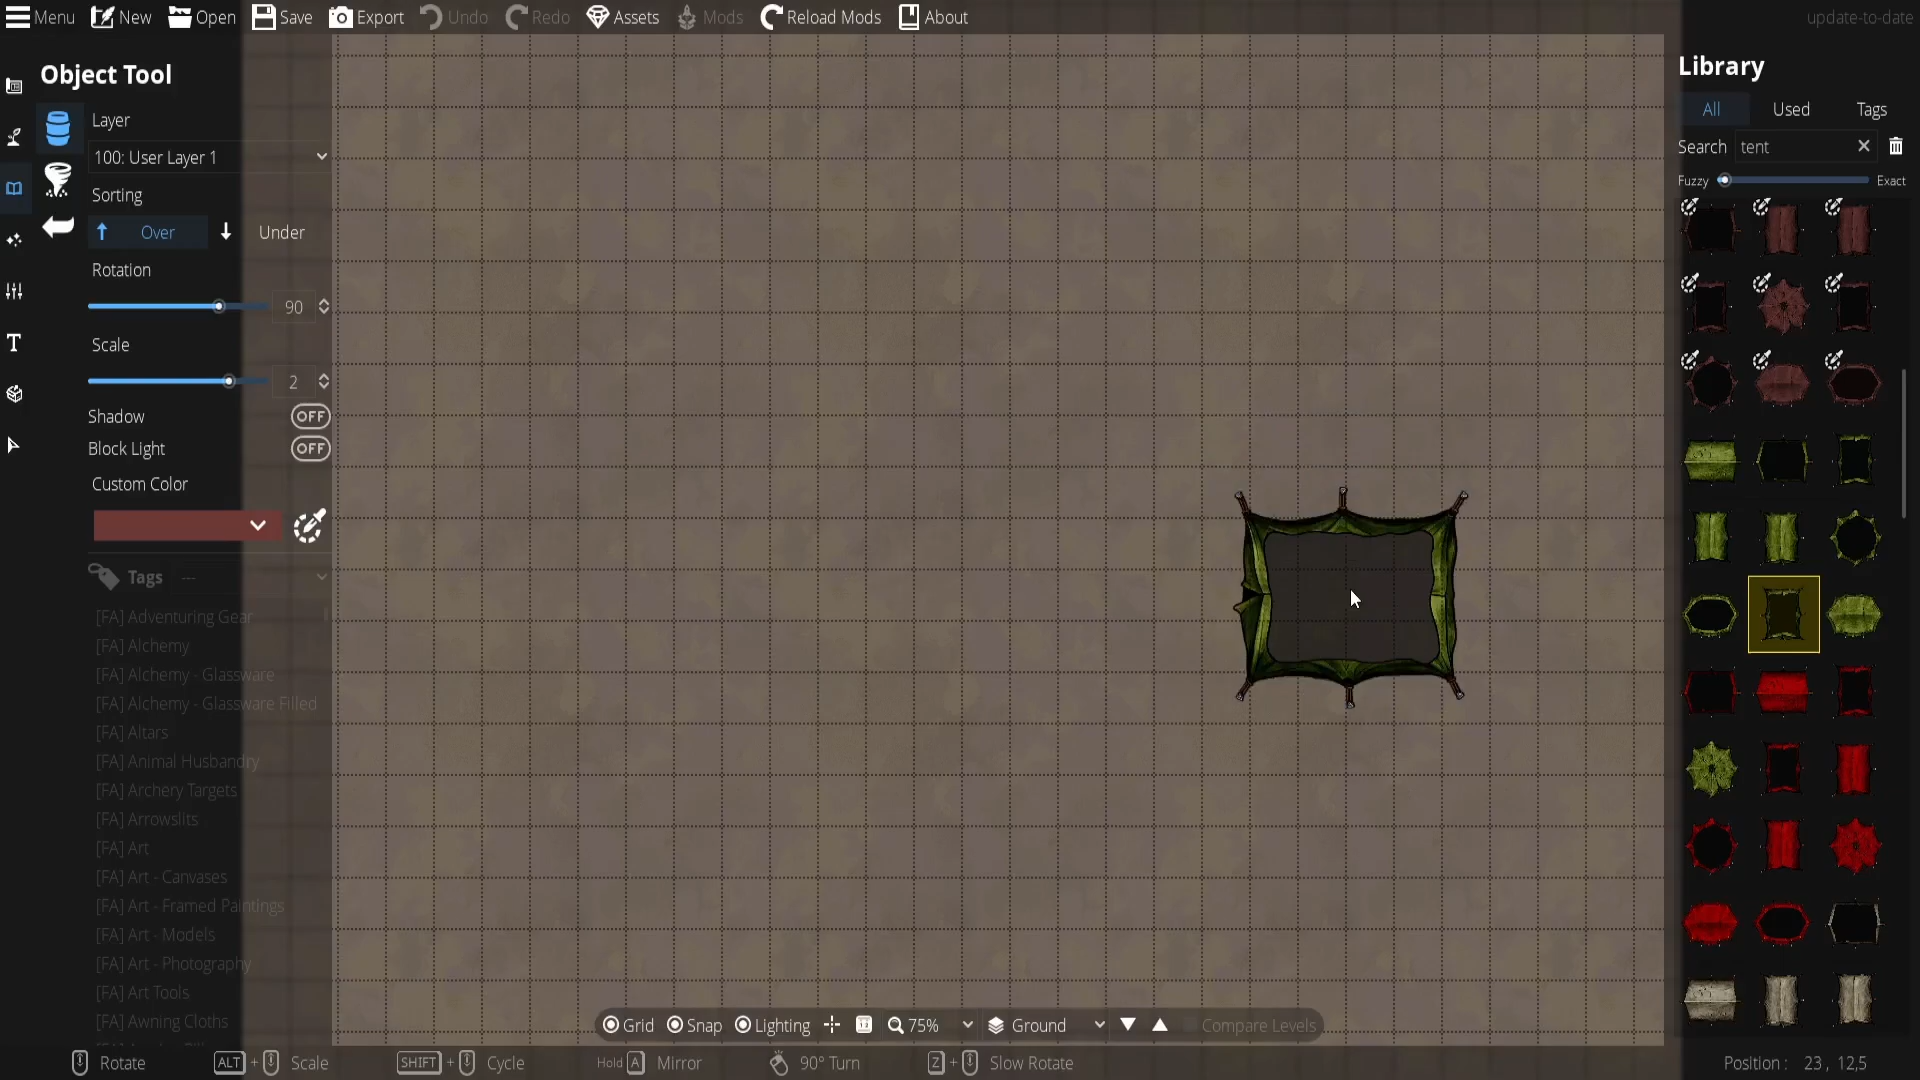 Menu New Open Save Export Undo Redo Assets Mods Reload Mods About update-to-date
Object Tool
Layer
100: User Layer 1
Sorting
Over Under
Rotation
90
Scale
2
Shadow OFF
Block Light OFF
Custom Color
Tags ---
[FA] Adventuring Gear
[FA] Alchemy
[FA] Alchemy - Glassware
[FA] Alchemy - Glassware Filled
[FA] Altars
[FA] Animal Husbandry
[FA] Archery Targets
[FA] Arrowslits
[FA] Art
[FA] Art - Canvases
[FA] Art - Framed Paintings
[FA] Art - Models
[FA] Art - Photography
[FA] Art Tools
[FA] Awning Cloths
Library
All Used Tags
Search tent
Fuzzy Exact
Grid Snap Lighting 75% Ground Compare Levels
Rotate ALT + Scale SHIFT + Cycle Hold A Mirror 90° Turn Z + Slow Rotate Position : 23 , 12,5